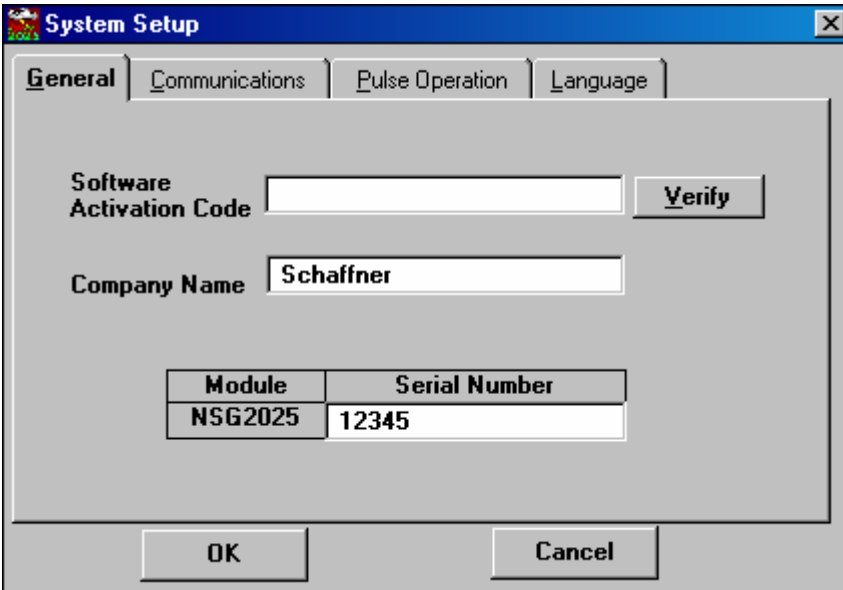 System Setup
General Communications Pulse Operation Language
Software
Activation Code
Verify
Company Name Schaffner
Module Serial Number
NSG2025 12345
OK Cancel